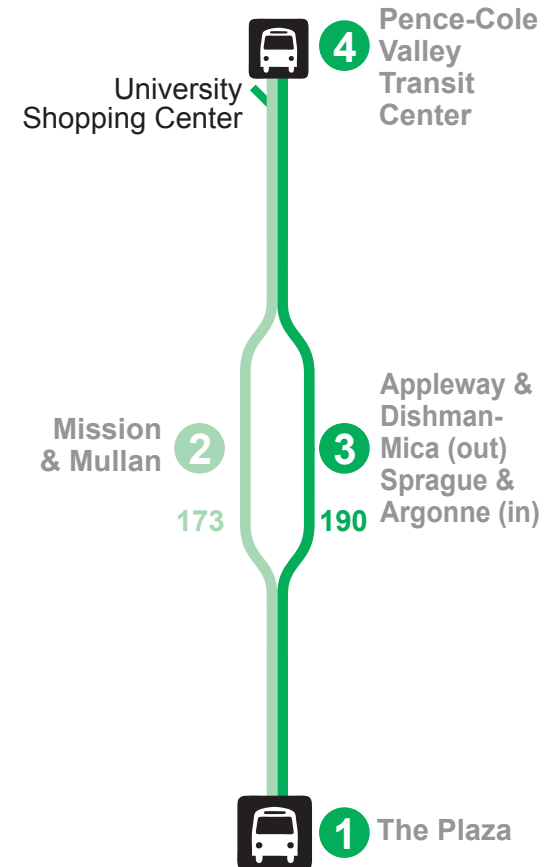 4
Pence-Cole
Valley
Transit
Center
University
Shopping Center
Mission
& Mullan
2
3
Appleway &
Dishman-
Mica (out)
Sprague &
Argonne (in)
173
190
1
The Plaza